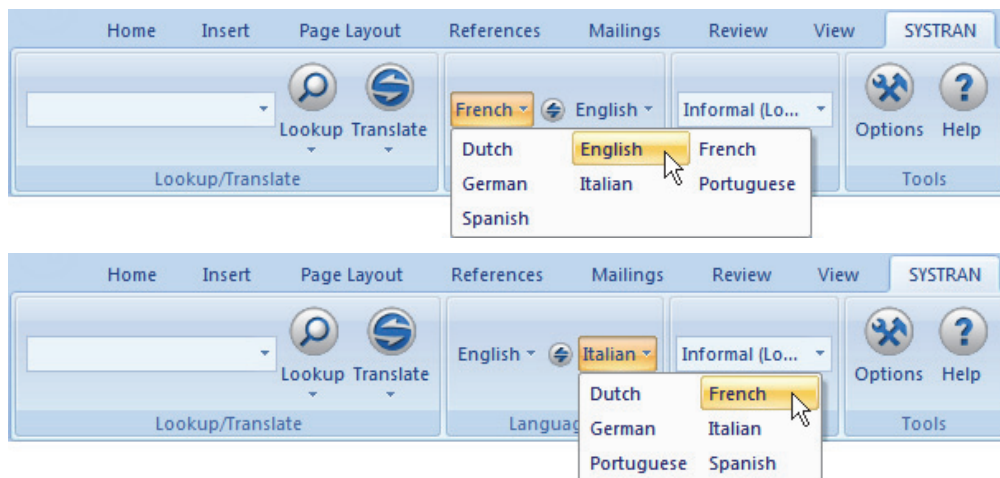 Home Insert Page Layout References Mailings Review View SYSTRAN
French English Informal (Lo...
Lookup Translate Options Help
Dutch English French
Lookup/Translate Tools
German Italian Portuguese
Spanish
Home Insert Page Layout References Mailings Review View SYSTRAN
English Italian Informal (Lo...
Lookup Translate Options Help
Dutch French
Lookup/Translate Languag Tools
German Italian
Portuguese Spanish